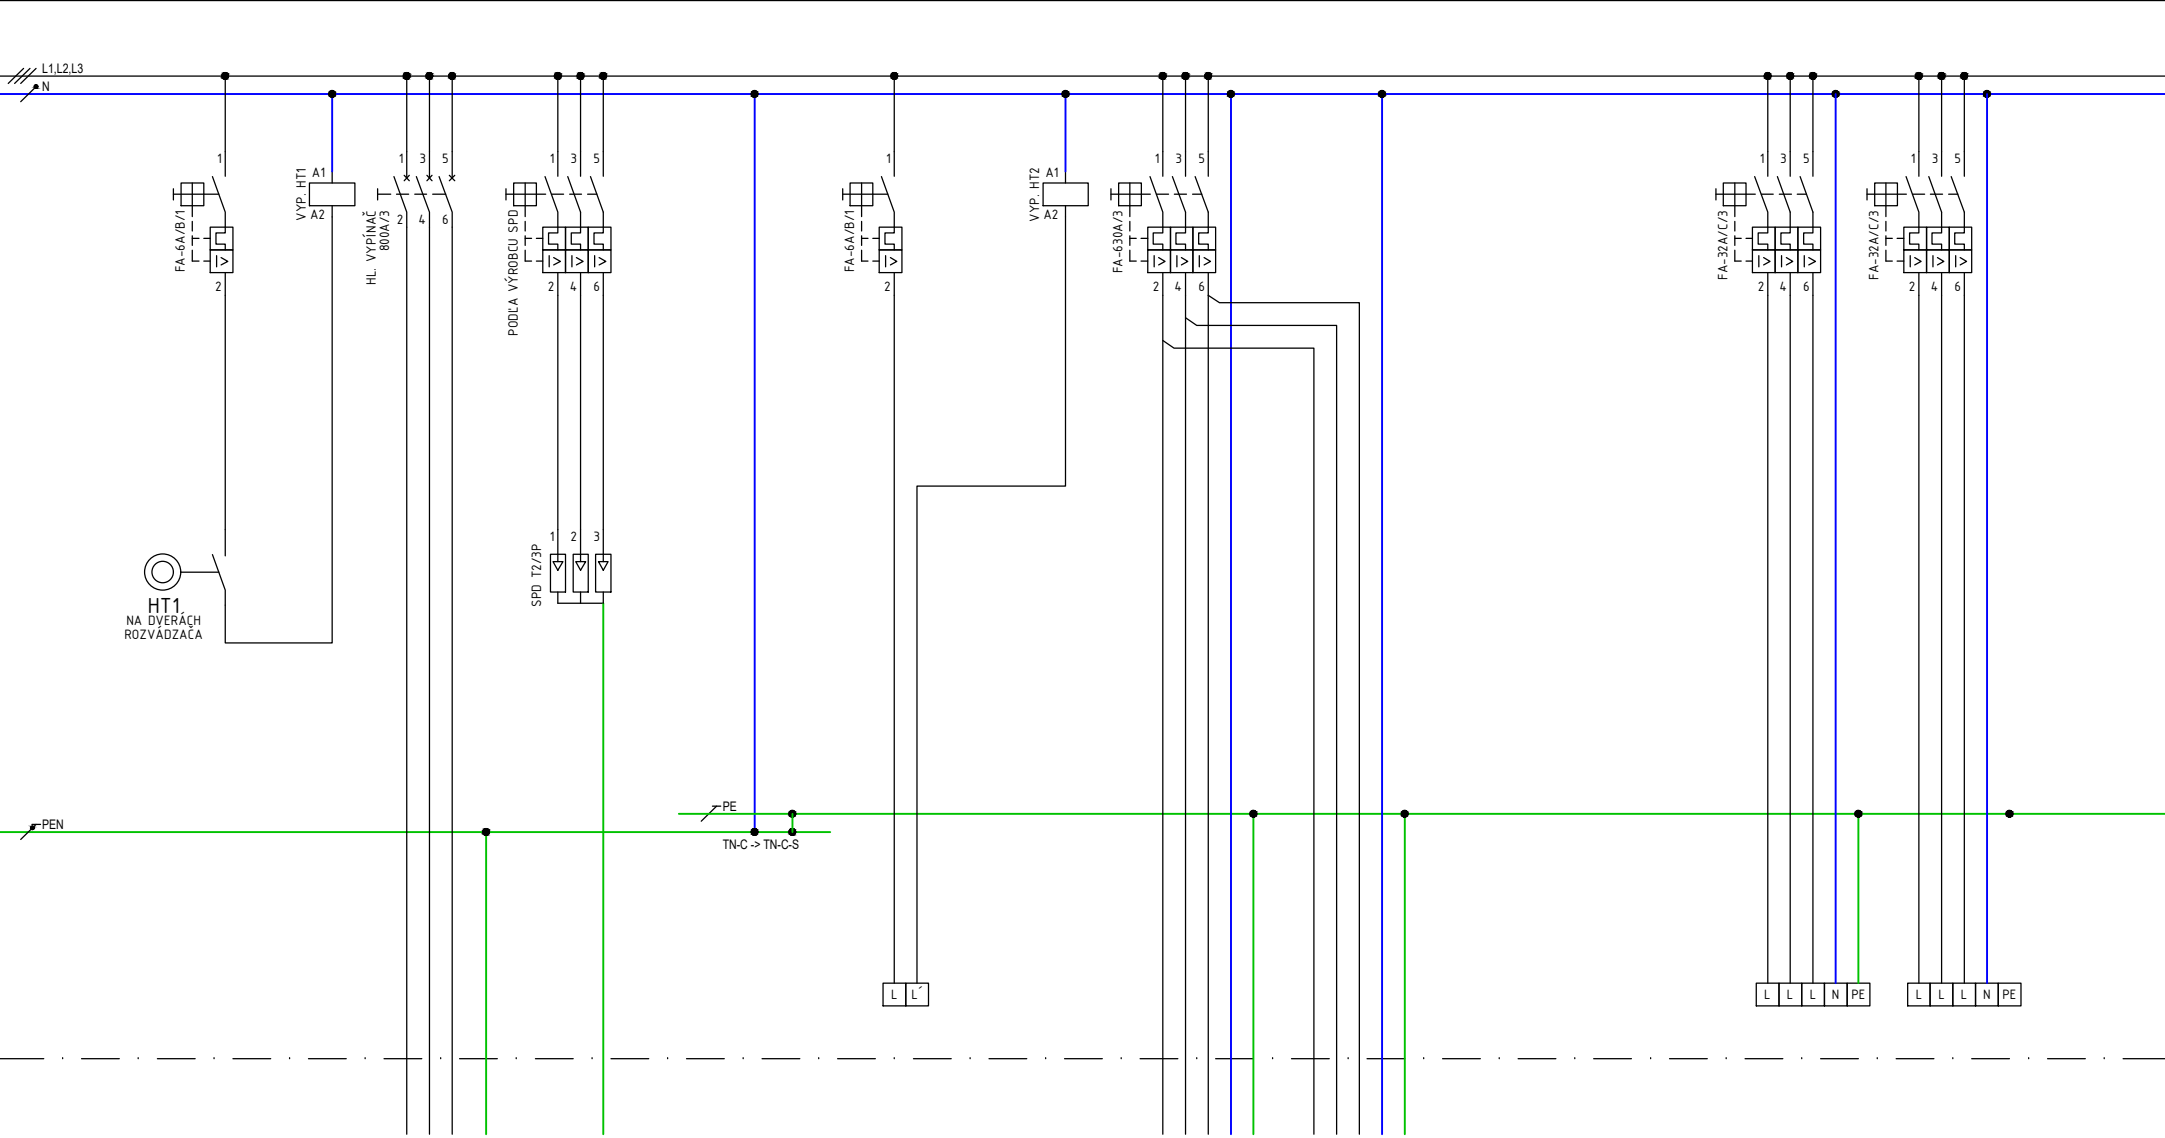 L1,L2,L3
N
1
FA-6A/B/1
2
VYP. HT1
A1
A2
1 3 5
HL. VYPÍNAČ
800A/3
2 4 6
1 3 5
PODĽA VÝROBCU SPD
I> I> I>
2 4 6
1
FA-6A/B/1
I>
2
VYP. HT2
A1
A2
1 3 5
FA-630A/3
I> I> I>
2 4 6
1 3 5
FA-32A/C/3
I> I> I>
2 4 6
1 3 5
FA-32A/C/3
I> I> I>
2 4 6
I>
1 2 3
SPD T2/3P
HT1
NA DVERÁCH
ROZVÁDZAČA
PE
PEN
TN-C -> TN-C-S
L L´
L L L N PE
L L L N PE